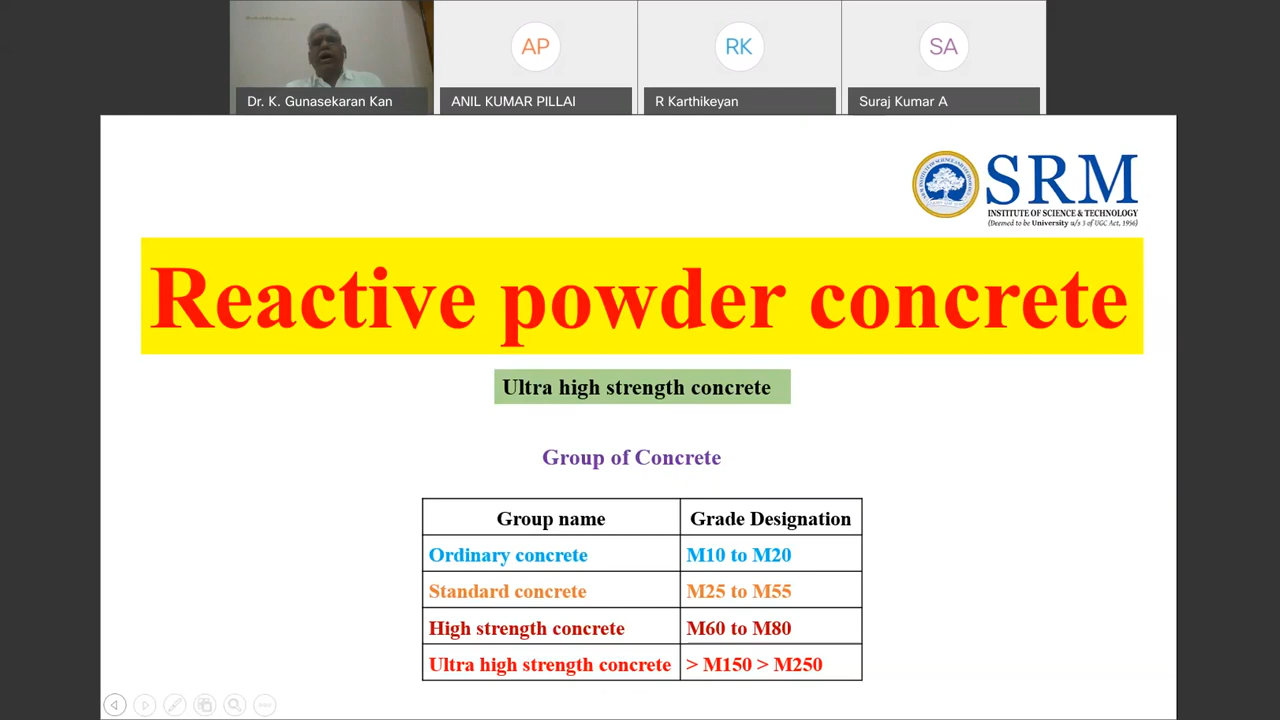 AP
RK
SA
Dr. K. Gunasekaran Kan
ANIL KUMAR PILLAI
R Karthikeyan
Suraj Kumar A
SRM
INSTITUTE OF SCIENCE & TECHNOLOGY
(Deemed to be University u/s 3 of UGC Act, 1956)
Reactive powder concrete
Ultra high strength concrete
Group of Concrete
Group name Grade Designation
Ordinary concrete M10 to M20
Standard concrete M25 to M55
High strength concrete M60 to M80
Ultra high strength concrete > M150 > M250